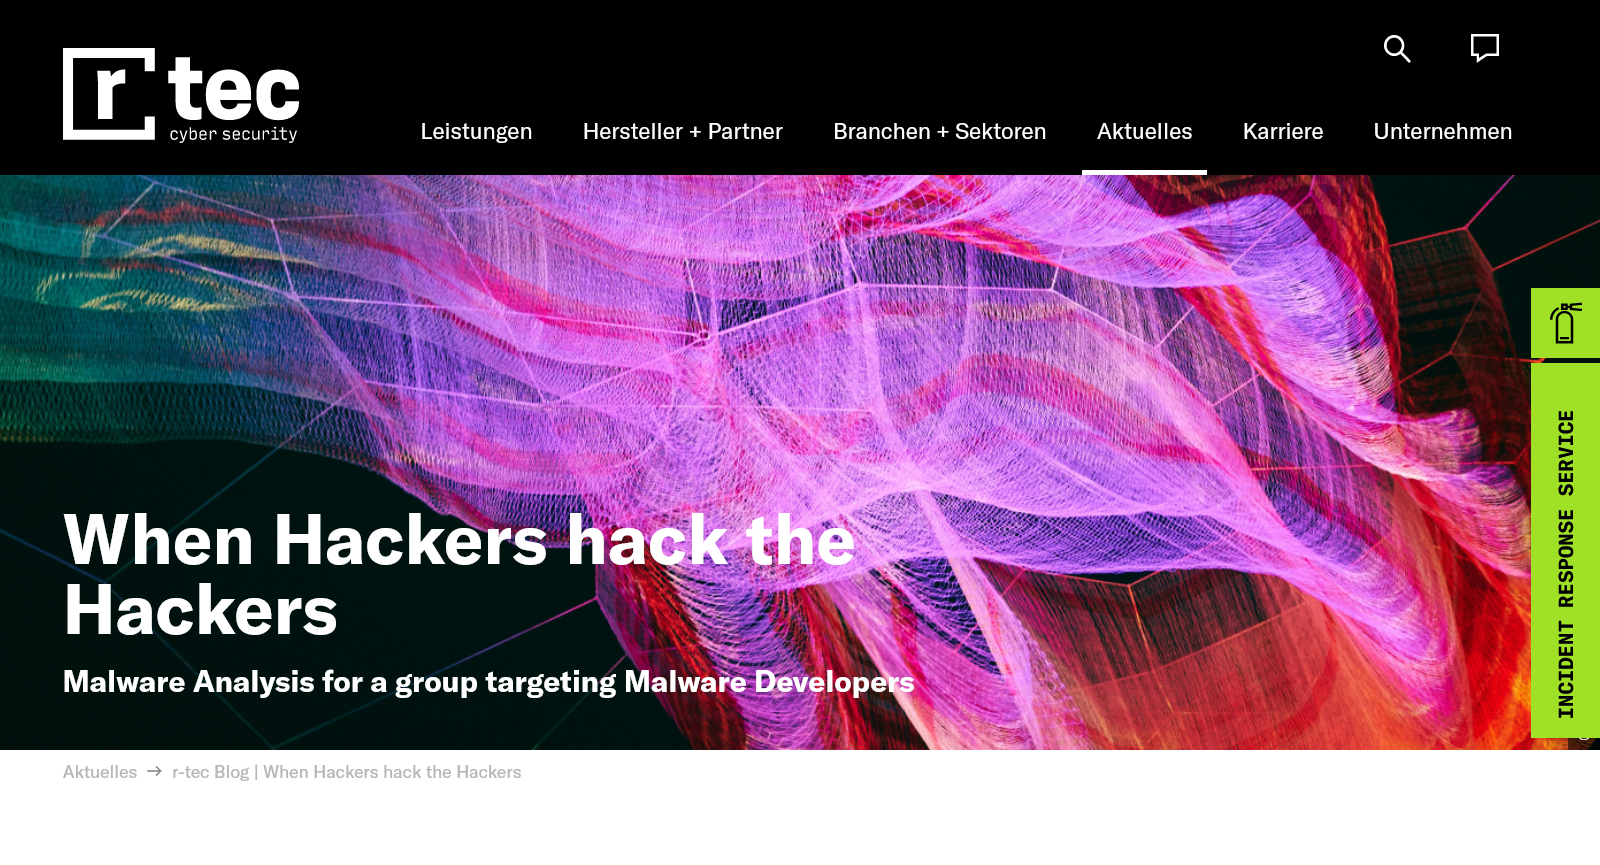 r tec
cyber security
Leistungen Hersteller + Partner Branchen + Sektoren Aktuelles Karriere Unternehmen
INCIDENT RESPONSE SERVICE
When Hackers hack the
Hackers
Malware Analysis for a group targeting Malware Developers
Aktuelles → r-tec Blog | When Hackers hack the Hackers